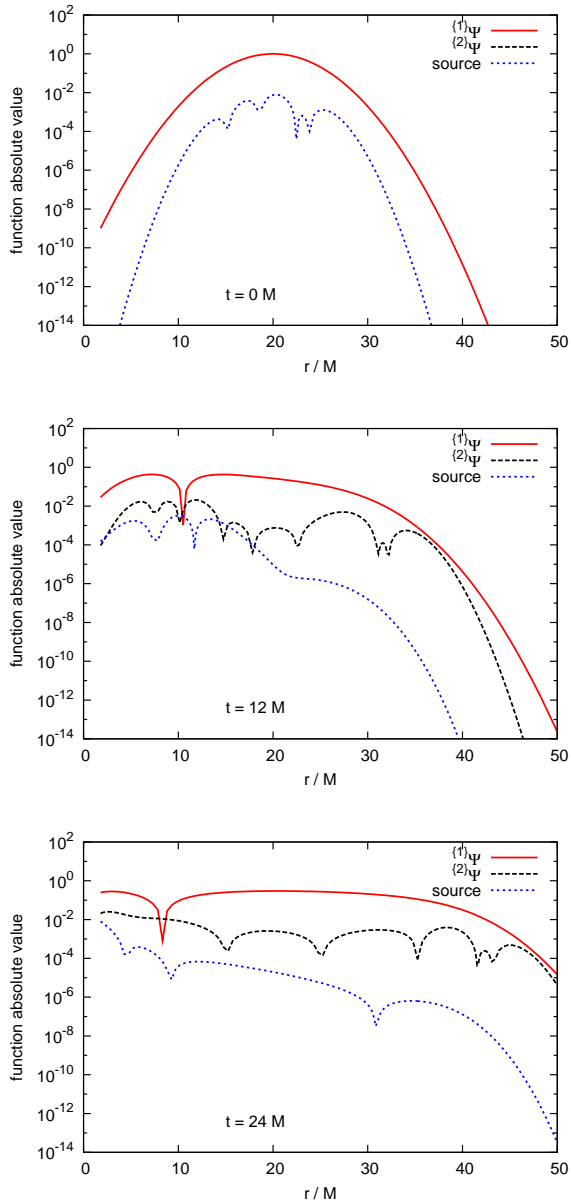 10^2
10^0
10^-2
10^-4
10^-6
10^-8
10^-10
10^-12
10^-14
function absolute value
{1}Ψ
{2}Ψ
source
t = 0 M
0 10 20 30 40 50
r / M
10^2
10^0
10^-2
10^-4
10^-6
10^-8
10^-10
10^-12
10^-14
function absolute value
{1}Ψ
{2}Ψ
source
t = 12 M
0 10 20 30 40 50
r / M
10^2
10^0
10^-2
10^-4
10^-6
10^-8
10^-10
10^-12
10^-14
function absolute value
{1}Ψ
{2}Ψ
source
t = 24 M
0 10 20 30 40 50
r / M